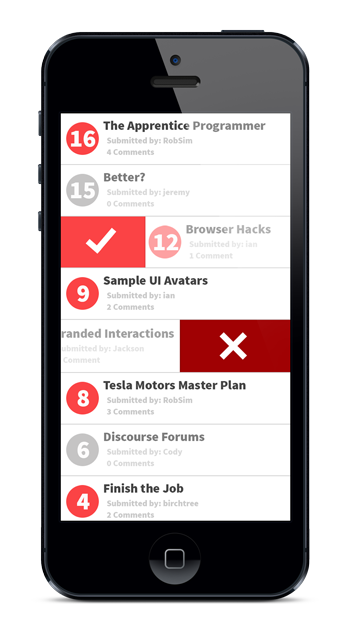 16 The Apprentice Programmer
Submitted by: RobSim
4 Comments
15 Better?
Submitted by: jeremy
0 Comments
12 Browser Hacks
Submitted by: ian
1 Comment
9 Sample UI Avatars
Submitted by: ian
2 Comments
randed Interactions
ubmitted by: Jackson
Comment
8 Tesla Motors Master Plan
Submitted by: RobSim
3 Comments
6 Discourse Forums
Submitted by: Cody
0 Comments
4 Finish the Job
Submitted by: birchtree
2 Comments